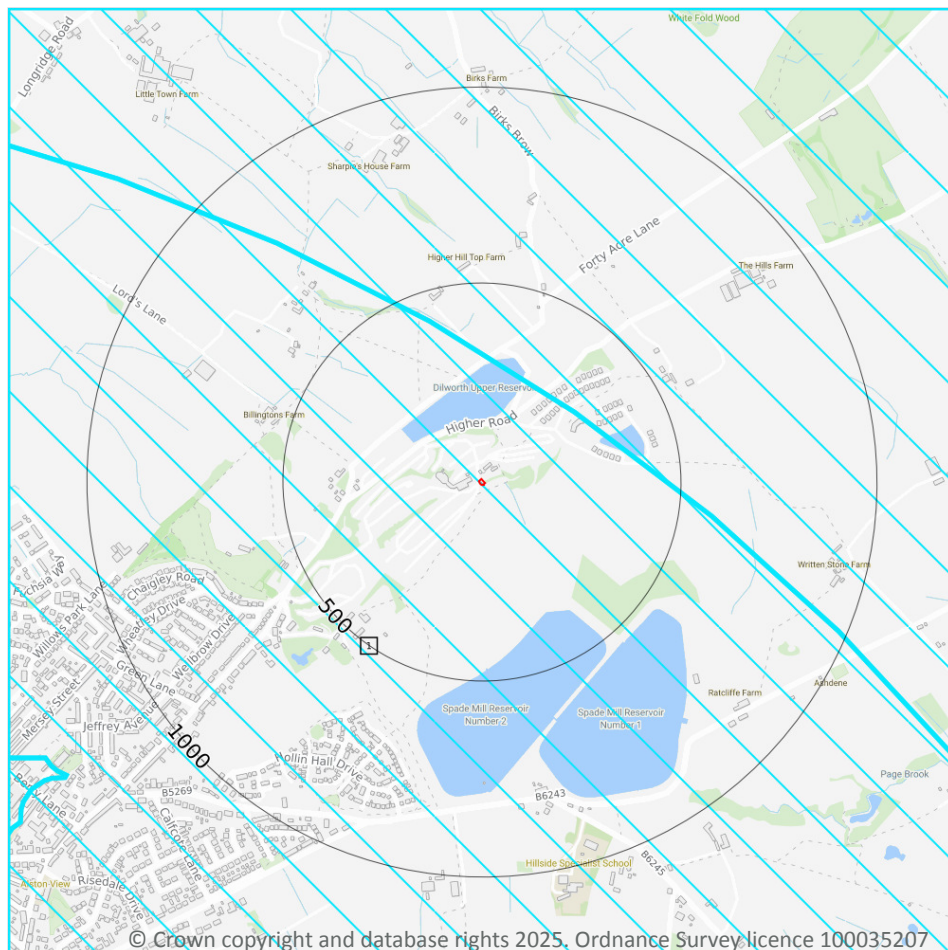 White Fold Wood
Longridge Road
Little Town Farm
Birks Farm
Birks Brow
Sharples House Farm
Forty Acre Lane
Higher Hill Top Farm
The Hills Farm
Lord's Lane
Dilworth Upper Reservoir
Higher Road
Billingtons Farm
Written Stone Farm
Fuchsia Way
Chaigley Road
Willows Park Lane
Wheatley Drive
Wellbrow Drive
500
1
Green Lane
Mersey Street
Jeffrey Avenue
Ratcliffe Farm
Ashdene
Spade Mill Reservoir
Number 2
Spade Mill Reservoir
Number 1
1000
Hollin Hall Drive
Page Brook
Berry Lane
B5269
B6243
Calfcote Lane
Hillside Specialist School
B6245
Alston View
Risedale Drive
© Crown copyright and database rights 2025. Ordnance Survey licence 100035207